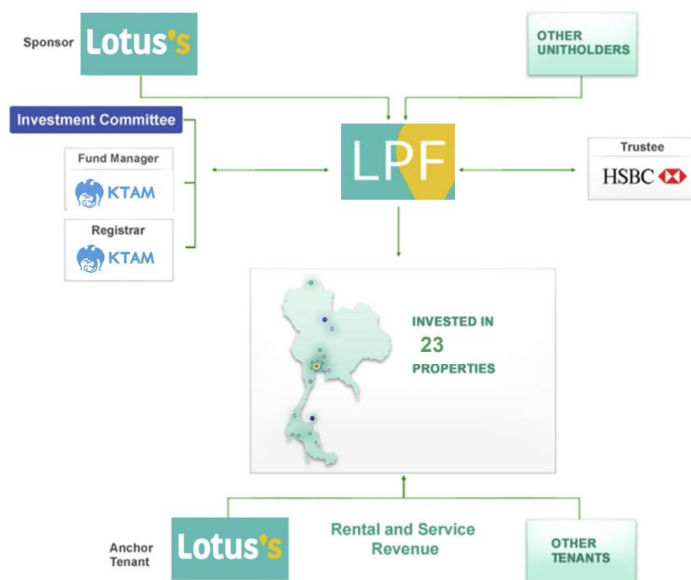 Sponsor
Lotus's
OTHER
UNITHOLDERS
Investment Committee
Fund Manager
KTAM
Registrar
KTAM
LPF
Trustee
HSBC
INVESTED IN
23
PROPERTIES
Anchor
Tenant
Lotus's
Rental and Service
Revenue
OTHER
TENANTS